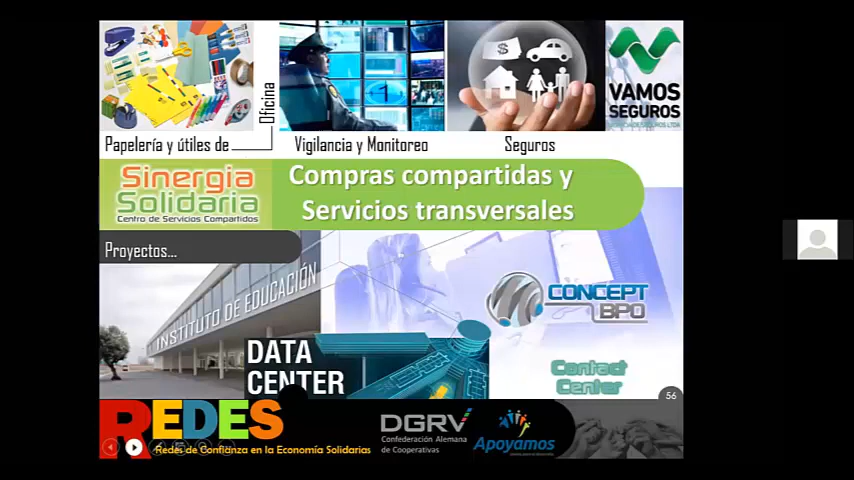 VAMOS
SEGUROS
Papelería y útiles de
Oficina
Vigilancia y Monitoreo
Seguros
Sinergia
Solidaria
Centro de Servicios Compartidos
Compras compartidas y
Servicios transversales
Proyectos...
INSTITUTO DE EDUCACIÓN
DATA
CENTER
CONCEPT
BPO
Contact
Center
56
REDES
Redes de Confianza en la Economía Solidarias
DGRV
Confederación Alemana
de Cooperativas
Apoyamos